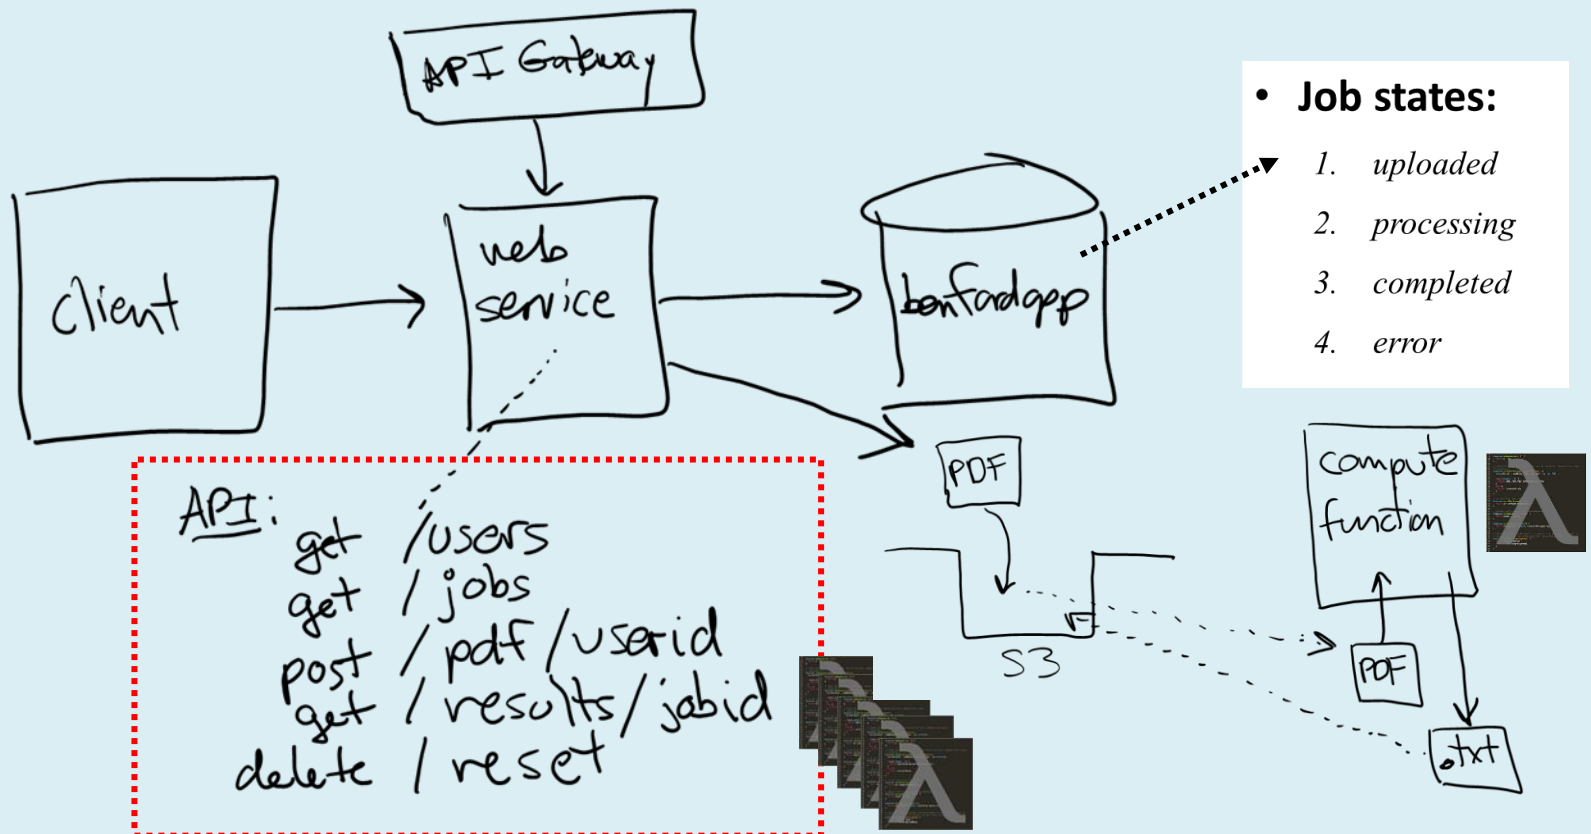 API Gateway
client
web
service
benfordapp
• Job states:
1. uploaded
2. processing
3. completed
4. error
API:
get /users
get /jobs
post /pdf/userid
get /results/jobid
delete /reset
PDF
S3
compute
function
PDF
.txt